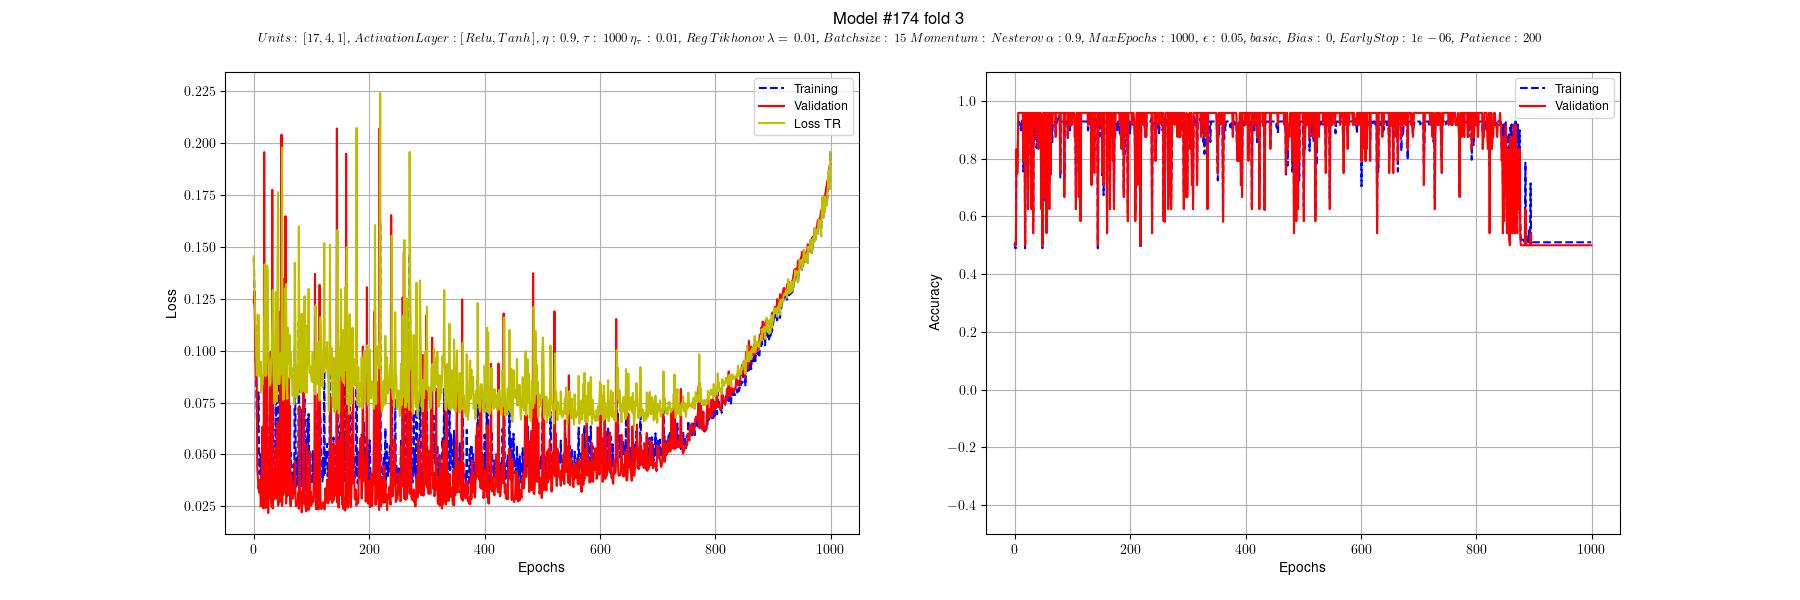 Model #174 fold 3
Units : [17, 4, 1], ActivationLayer : [Relu, Tanh], η : 0.9, τ : 1000 ητ : 0.01, Reg Tikhonov λ = 0.01, Batchsize : 15 Momentum : Nesterov α : 0.9, MaxEpochs : 1000, ϵ : 0.05, basic, Bias : 0, EarlyStop : 1e − 06, Patience : 200
0.225
0.200
0.175
0.150
0.125
0.100
0.075
0.050
0.025
Loss
0 200 400 600 800 1000
Epochs
Training
Validation
Loss TR
1.0
0.8
0.6
0.4
0.2
0.0
−0.2
−0.4
Accuracy
0 200 400 600 800 1000
Epochs
Training
Validation